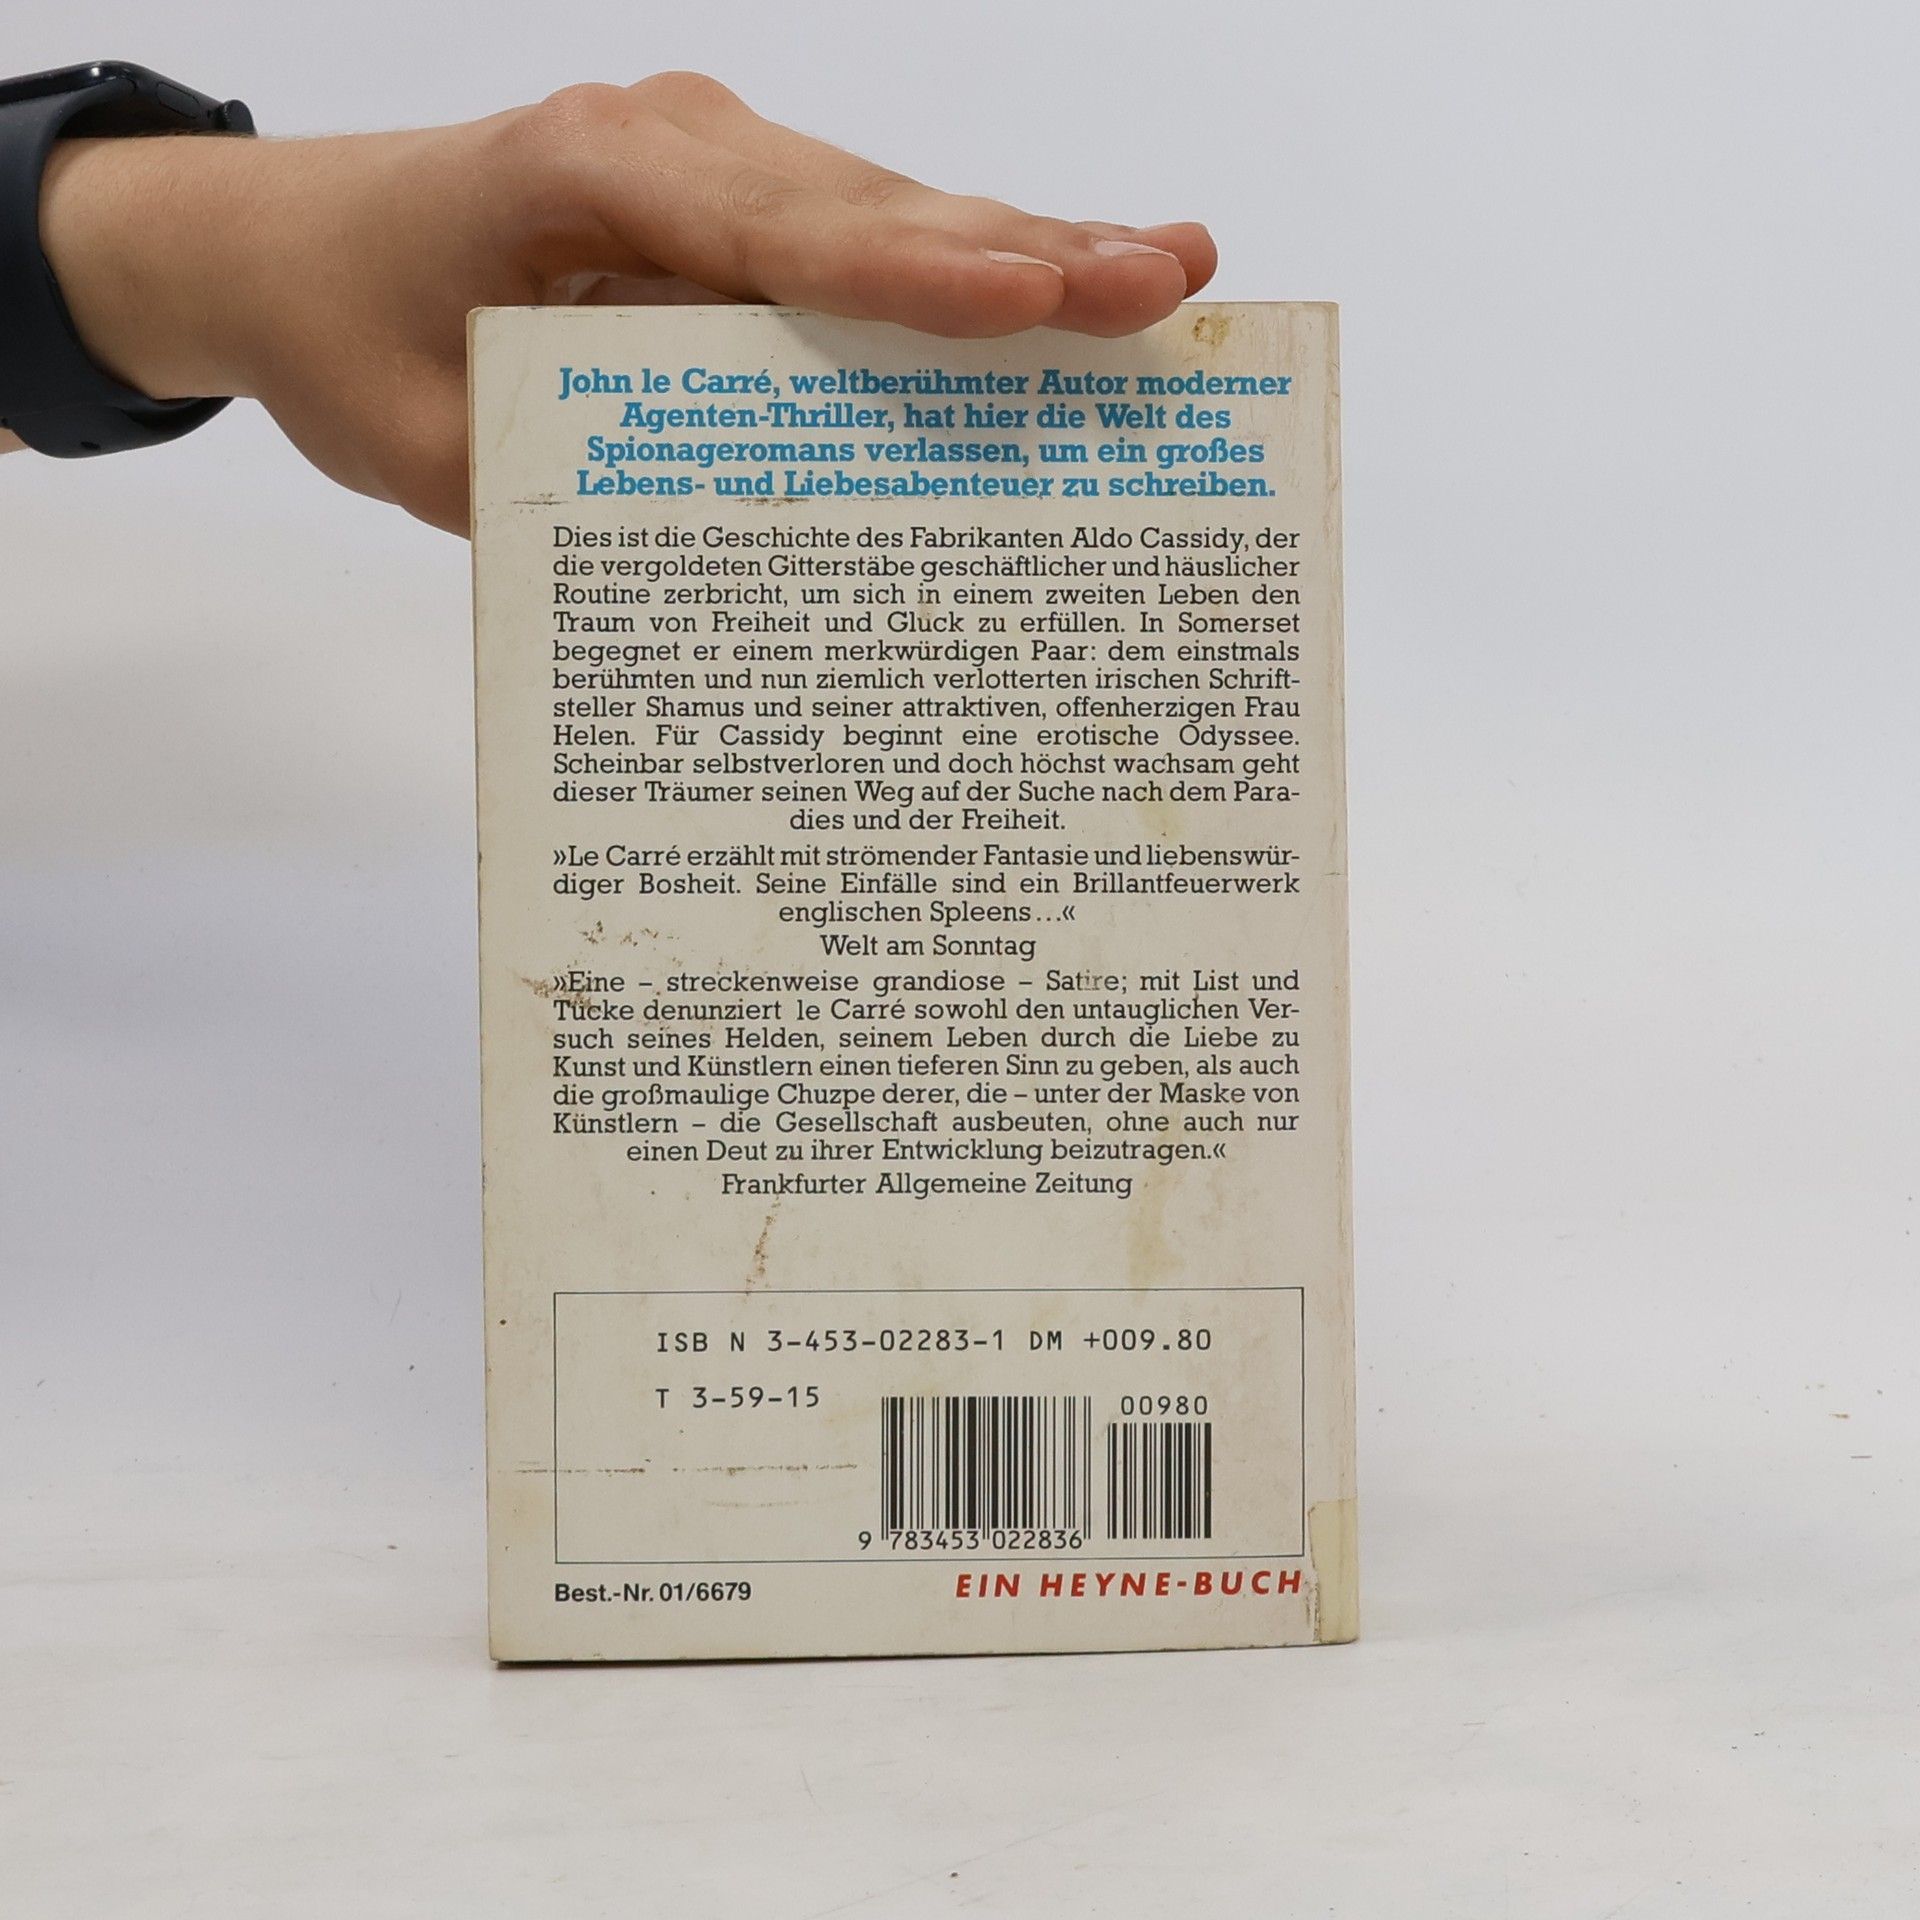 John le Carré, weltberühmter Autor moderner
Agenten-Thriller, hat hier die Welt des
Spionageromans verlassen, um ein großes
Lebens- und Liebesabenteuer zu schreiben.
Dies ist die Geschichte des Fabrikanten Aldo Cassidy, der
die vergoldeten Gitterstäbe geschäftlicher und häuslicher
Routine zerbricht, um sich in einem zweiten Leben den
Traum von Freiheit und Glück zu erfüllen. In Somerset
begegnet er einem merkwürdigen Paar: dem einstmals
berühmten und nun ziemlich verlotterten irischen Schrift-
steller Shamus und seiner attraktiven, offenherzigen Frau
Helen. Für Cassidy beginnt eine erotische Odyssee.
Scheinbar selbstverloren und doch höchst wachsam geht
dieser Träumer seinen Weg auf der Suche nach dem Para-
dies und der Freiheit.
»Le Carré erzählt mit strömender Fantasie und liebenswür-
diger Bosheit. Seine Einfälle sind ein Brillantfeuerwerk
englischen Spleens...«
Welt am Sonntag
»Eine – streckenweise grandiose – Satire; mit List und
Tücke denunziert le Carré sowohl den untauglichen Ver-
such seines Helden, seinem Leben durch die Liebe zu
Kunst und Künstlern einen tieferen Sinn zu geben, als auch
die großmaulige Chuzpe derer, die – unter der Maske von
Künstlern – die Gesellschaft ausbeuten, ohne auch nur
einen Deut zu ihrer Entwicklung beizutragen.«
Frankfurter Allgemeine Zeitung
ISB N 3-453-02283-1 DM +009.80
T 3-59-15
00980
9 783453 022836
Best.-Nr. 01/6679
EIN HEYNE-BUCH